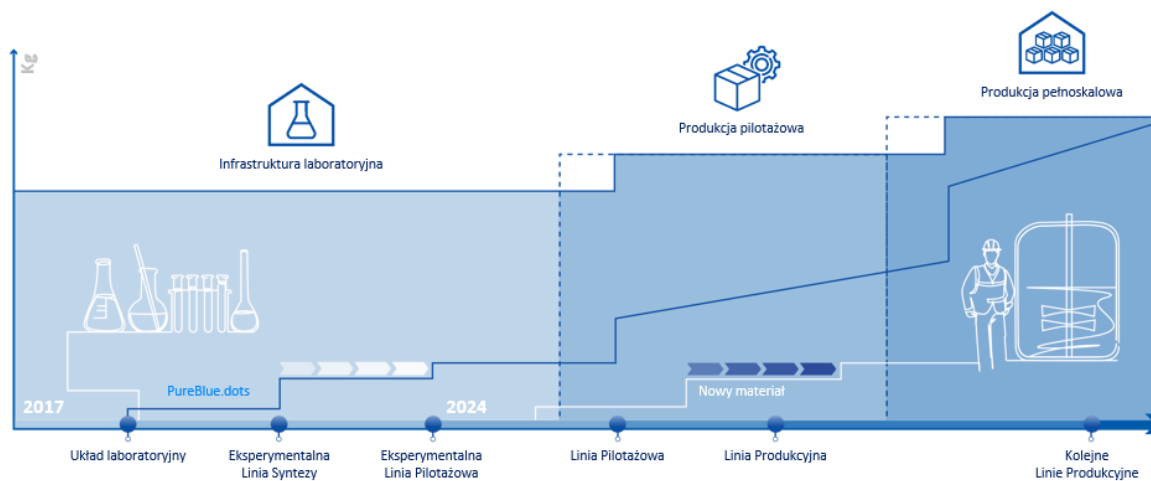 Kg
Produkcja pełnoskalowa
Produkcja pilotażowa
Infrastruktura laboratoryjna
PureBlue.dots
Nowy materiał
2017
2024
Układ laboratoryjny
Eksperymentalna
Linia Syntezy
Eksperymentalna
Linia Pilotażowa
Linia Pilotażowa
Linia Produkcyjna
Kolejne
Linie Produkcyjne